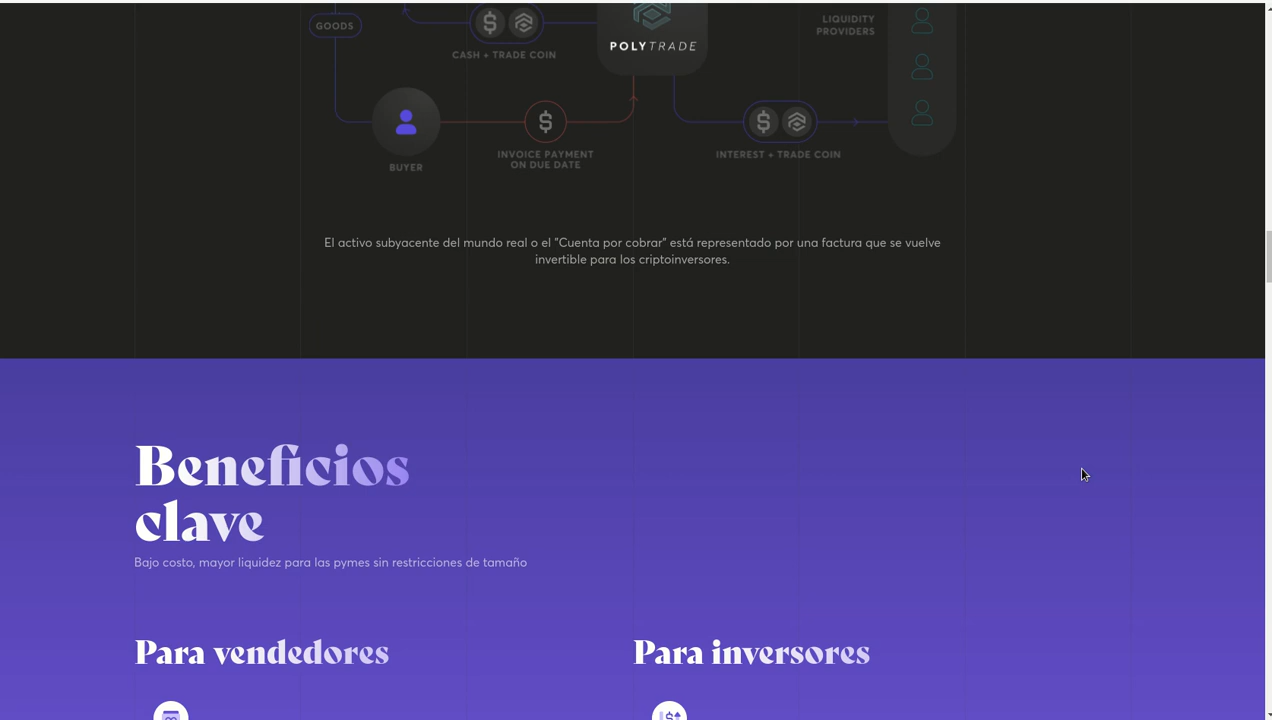 GOODS
CASH + TRADE COIN
POLYTRADE
LIQUIDITY
PROVIDERS
BUYER
INVOICE PAYMENT
ON DUE DATE
INTEREST + TRADE COIN
El activo subyacente del mundo real o el "Cuenta por cobrar" está representado por una factura que se vuelve
invertible para los criptoinversores.
Beneficios
clave
Bajo costo, mayor liquidez para las pymes sin restricciones de tamaño
Para vendedores
Para inversores